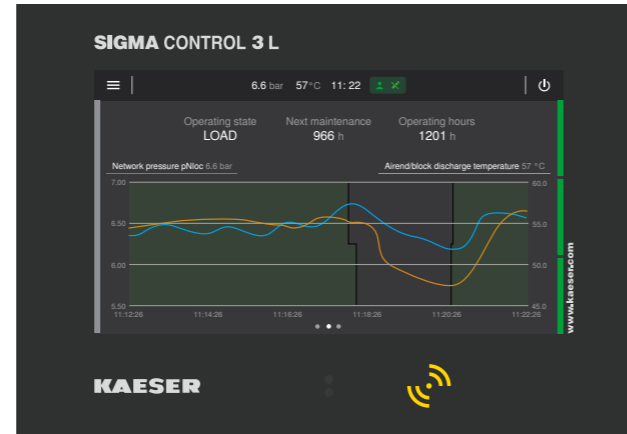 SIGMA CONTROL 3 L
6.6 bar 57°C 11:22
Operating state Next maintenance Operating hours
LOAD 966 h 1201 h
Network pressure pNloc 6.6 bar Airend/block discharge temperature 57 °C
7.00 60.0
6.50 55.0
6.00 50.0
5.50 45.0
11:12:26 11:14:26 11:16:26 11:18:26 11:20:26 11:22:26
www.kaeser.com
KAESER